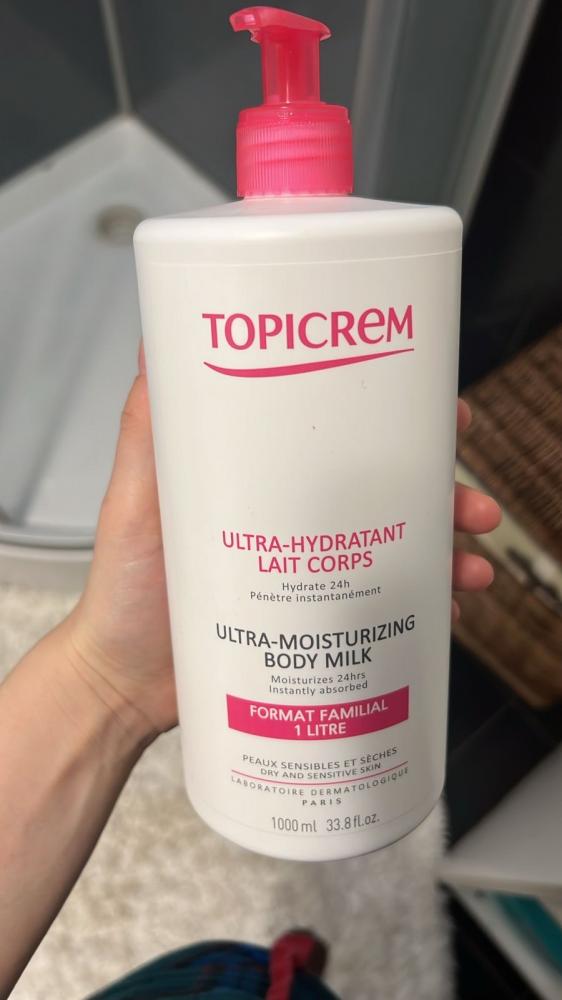 TOPICREM
ULTRA-HYDRATANT
LAIT CORPS
Hydrate 24h
Pénètre instantanément
ULTRA-MOISTURIZING
BODY MILK
Moisturizes 24hrs
Instantly absorbed
FORMAT FAMILIAL
1 LITRE
PEAUX SENSIBLES ET SÈCHES
DRY AND SENSITIVE SKIN
LABORATOIRE DERMATOLOGIQUE
PARIS
1000 ml 33.8 fl.oz.